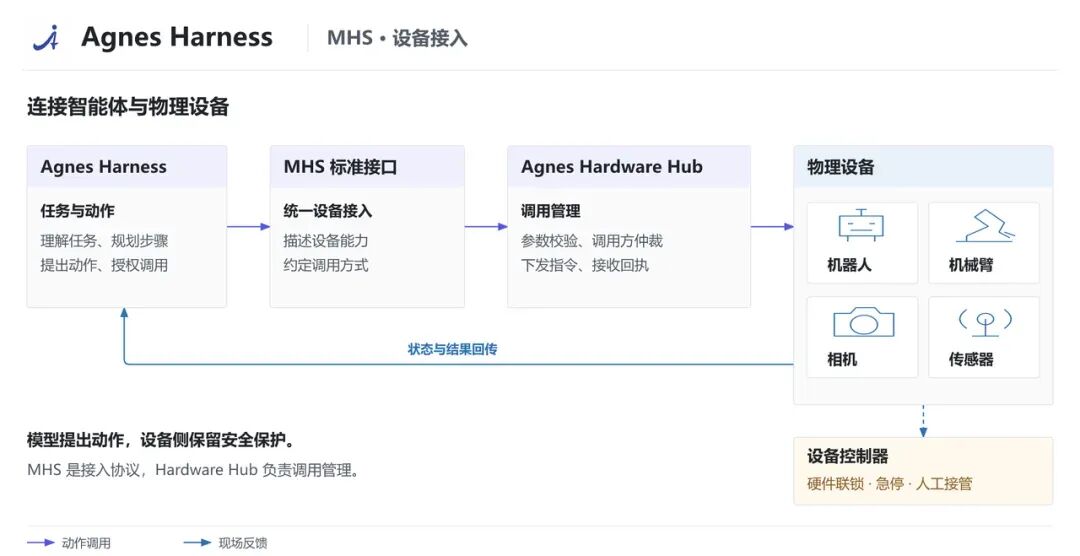 Agnes Harness
MHS·设备接入
连接智能体与物理设备
Agnes Harness
任务与动作
理解任务、规划步骤
提出动作、授权调用
MHS 标准接口
统一设备接入
描述设备能力
约定调用方式
Agnes Hardware Hub
调用管理
参数校验、调用方仲裁
下发指令、接收回执
物理设备
机器人
机械臂
相机
传感器
状态与结果回传
模型提出动作，设备侧保留安全保护。
MHS 是接入协议，Hardware Hub 负责调用管理。
设备控制器
硬件联锁 · 急停 · 人工接管
动作调用
现场反馈